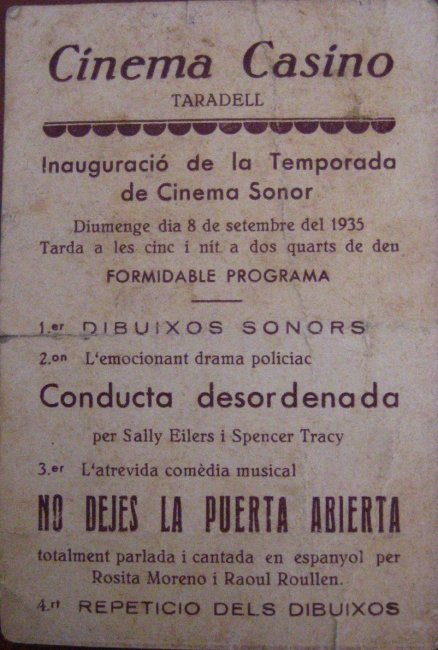 Cinema Casino
TARADELL
Inauguració de la Temporada
de Cinema Sonor
Diumenge dia 8 de setembre del 1935
Tarda a les cinc i nit a dos quarts de deu
FORMIDABLE PROGRAMA
1.er DIBUIXOS SONORS
2.on L'emocionant drama policiac
Conducta desordenada
per Sally Eilers i Spencer Tracy
3.er L'atrevida comèdia musical
NO DEJES LA PUERTA ABIERTA
totalment parlada i cantada en espanyol per
Rosita Moreno i Raoul Roullen.
4.rt REPETICIO DELS DIBUIXOS